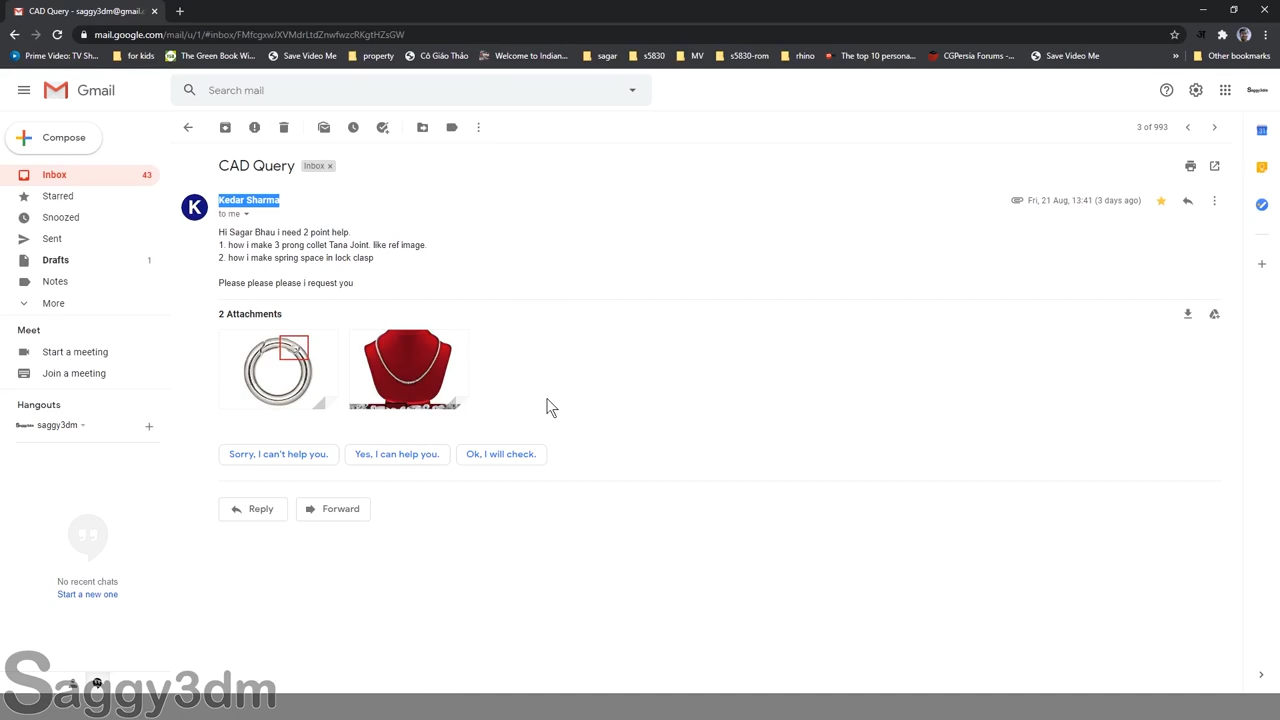 CAD Query - saggy3dm@gmail.c
mail.google.com/mail/u/1/#inbox/FMfcgxwJXVMdrLtdZnwfwzcRKgtHZsGW
Prime Video: TV Sh...
for kids
The Green Book Wi...
Save Video Me
property
Cô Giáo Thảo
Welcome to Indian...
sagar
s5830
MV
s5830-rom
rhino
The top 10 persona...
CGPersia Forums -...
Save Video Me
»
Other bookmarks
Gmail
Search mail
Compose
3 of 993
Inbox 43
Starred
Snoozed
Sent
Drafts 1
Notes
More
Meet
Start a meeting
Join a meeting
Hangouts
saggy3dm
No recent chats
Start a new one
CAD Query Inbox x
K
Kedar Sharma
Fri, 21 Aug, 13:41 (3 days ago)
to me
Hi Sagar Bhau i need 2 point help.
1. how i make 3 prong collet Tana Joint. like ref image.
2. how i make spring space in lock clasp
Please please please i request you
2 Attachments
Sorry, I can't help you.
Yes, I can help you.
Ok, I will check.
Reply
Forward
Saggy3dm